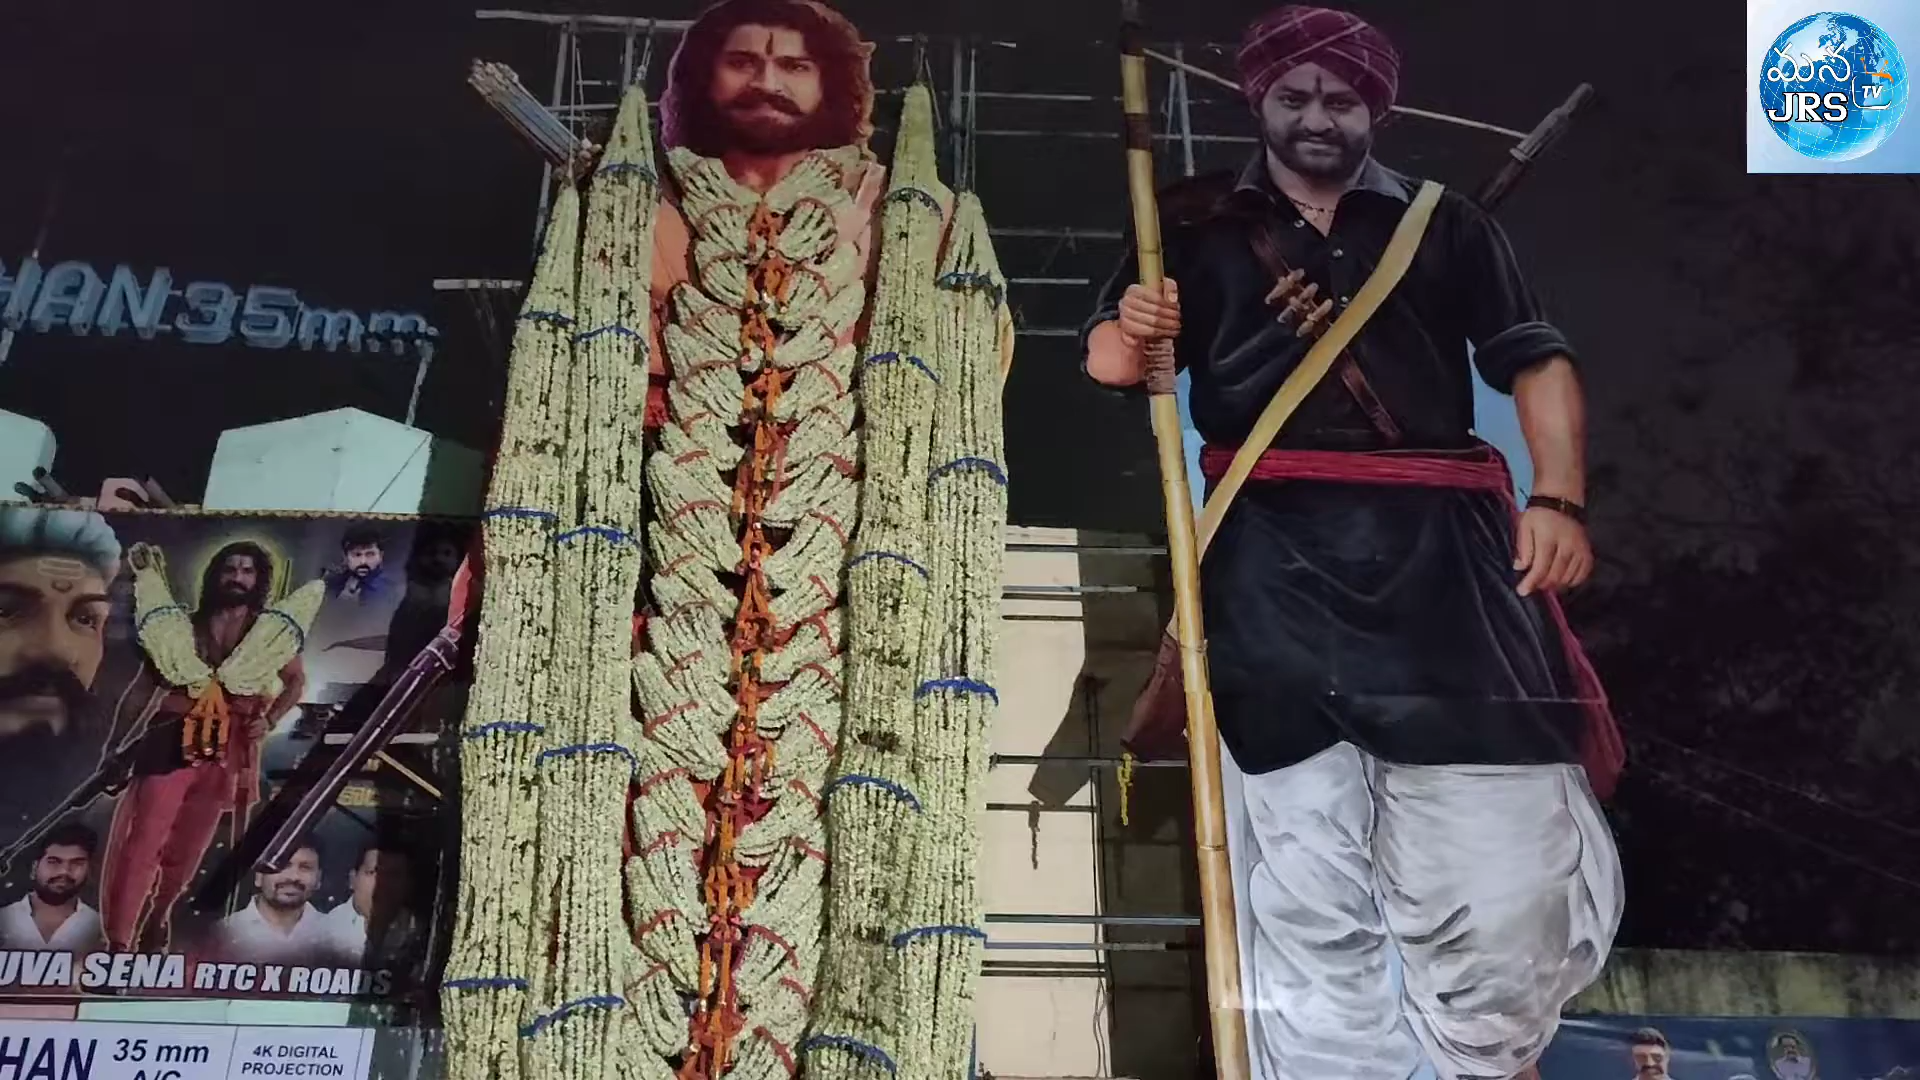 మన
JRS TV
HAN 35mm
UVA SENA RTC X ROADS
HAN
35 mm
A/C
4K DIGITAL
PROJECTION